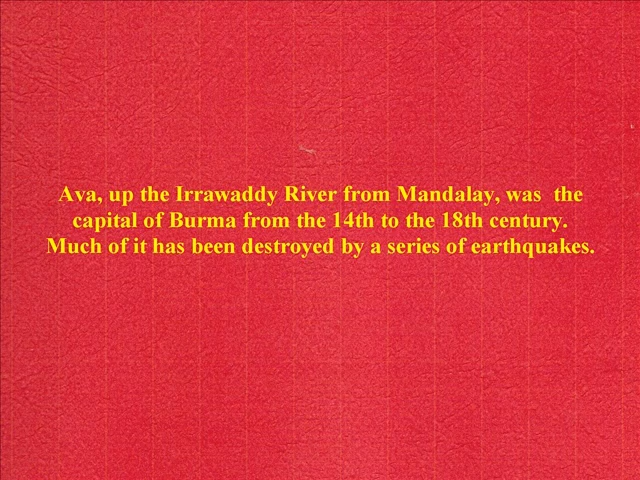 Ava, up the Irrawaddy River from Mandalay, was  the
capital of Burma from the 14th to the 18th century.
Much of it has been destroyed by a series of earthquakes.